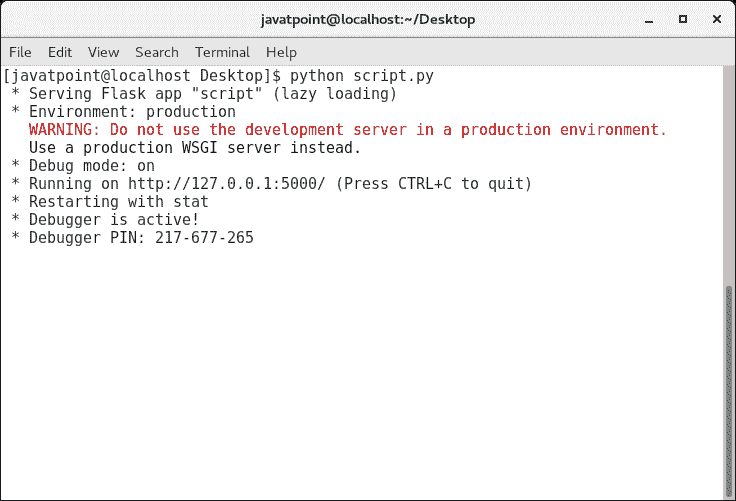 javatpoint@localhost:~/Desktop
File Edit View Search Terminal Help
[javatpoint@localhost Desktop]$ python script.py
 * Serving Flask app "script" (lazy loading)
 * Environment: production
   WARNING: Do not use the development server in a production environment.
   Use a production WSGI server instead.
 * Debug mode: on
 * Running on http://127.0.0.1:5000/ (Press CTRL+C to quit)
 * Restarting with stat
 * Debugger is active!
 * Debugger PIN: 217-677-265